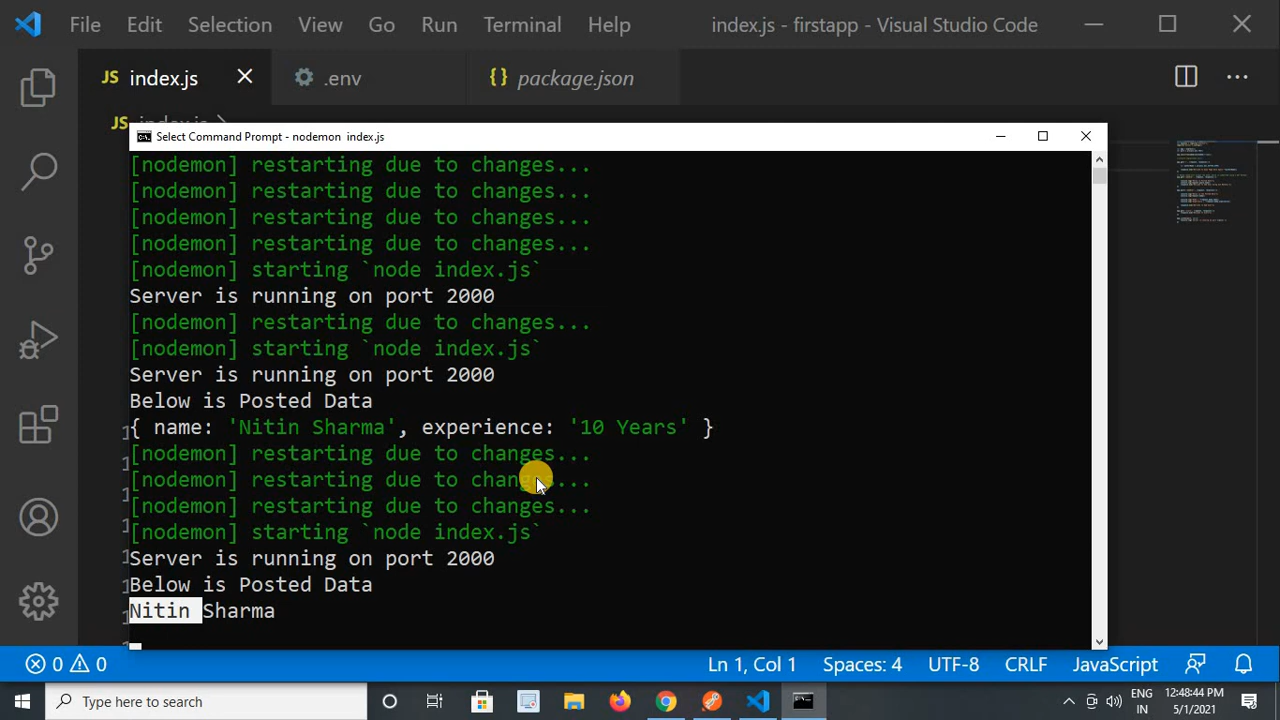 File Edit Selection View Go Run Terminal Help index.js - firstapp - Visual Studio Code
JS index.js .env {} package.json
JS index.js
Select Command Prompt - nodemon  index.js
[nodemon] restarting due to changes...
[nodemon] restarting due to changes...
[nodemon] restarting due to changes...
[nodemon] restarting due to changes...
[nodemon] starting `node index.js`
Server is running on port 2000
[nodemon] restarting due to changes...
[nodemon] starting `node index.js`
Server is running on port 2000
Below is Posted Data
{ name: 'Nitin Sharma', experience: '10 Years' }
[nodemon] restarting due to changes...
[nodemon] restarting due to changes...
[nodemon] restarting due to changes...
[nodemon] starting `node index.js`
Server is running on port 2000
Below is Posted Data
Nitin Sharma
0 0 Ln 1, Col 1 Spaces: 4 UTF-8 CRLF JavaScript
Type here to search
ENG
IN
12:48:44 PM
5/1/2021